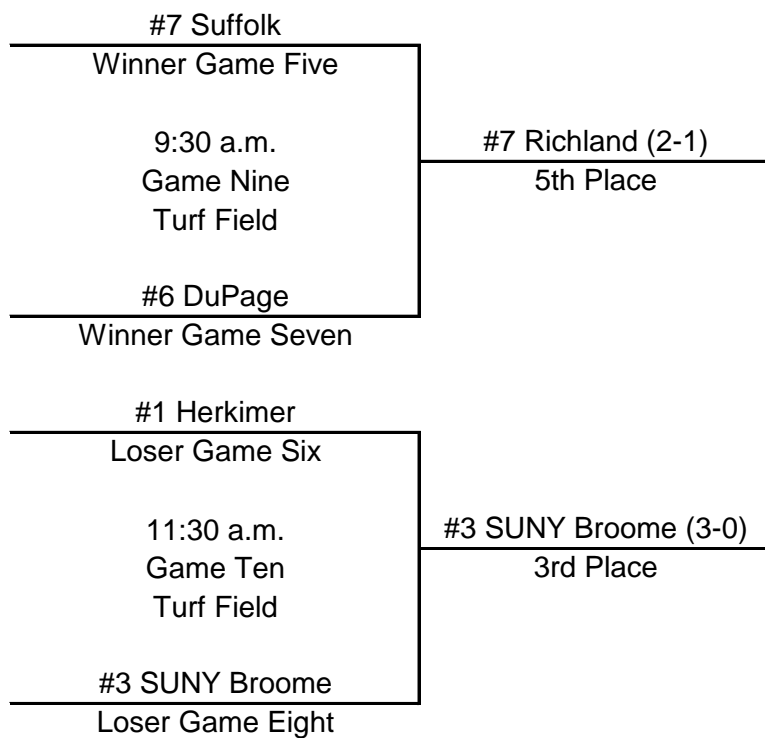 #7 Suffolk
Winner Game Five
9:30 a.m.
Game Nine
Turf Field
#7 Richland (2-1)
5th Place
#6 DuPage
Winner Game Seven
#1 Herkimer
Loser Game Six
11:30 a.m.
Game Ten
Turf Field
#3 SUNY Broome (3-0)
3rd Place
#3 SUNY Broome
Loser Game Eight